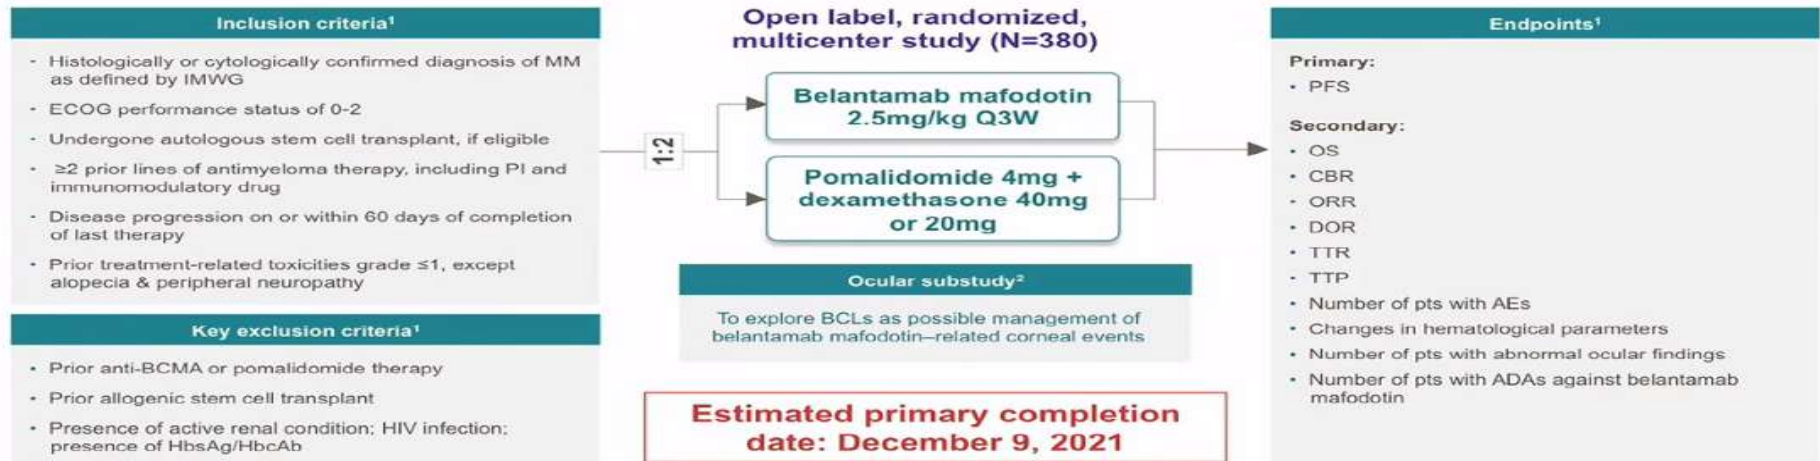 Inclusion criteria¹
- Histologically or cytologically confirmed diagnosis of MM
as defined by IMWG
- ECOG performance status of 0-2
- Undergone autologous stem cell transplant, if eligible
- ≥2 prior lines of antimyeloma therapy, including PI and
immunomodulatory drug
- Disease progression on or within 60 days of completion
of last therapy
- Prior treatment-related toxicities grade ≤1, except
alopecia & peripheral neuropathy
Key exclusion criteria¹
• Prior anti-BCMA or pomalidomide therapy
• Prior allogenic stem cell transplant
• Presence of active renal condition; HIV infection;
presence of HbsAg/HbcAb
Open label, randomized,
multicenter study (N=380)
1:2
Belantamab mafodotin
2.5mg/kg Q3W
Pomalidomide 4mg +
dexamethasone 40mg
or 20mg
Ocular substudy²
To explore BCLs as possible management of
belantamab mafodotin–related corneal events
Estimated primary completion
date: December 9, 2021
Endpoints¹
Primary:
• PFS
Secondary:
• OS
• CBR
• ORR
• DOR
• TTR
• TTP
• Number of pts with AEs
• Changes in hematological parameters
• Number of pts with abnormal ocular findings
• Number of pts with ADAs against belantamab
mafodotin